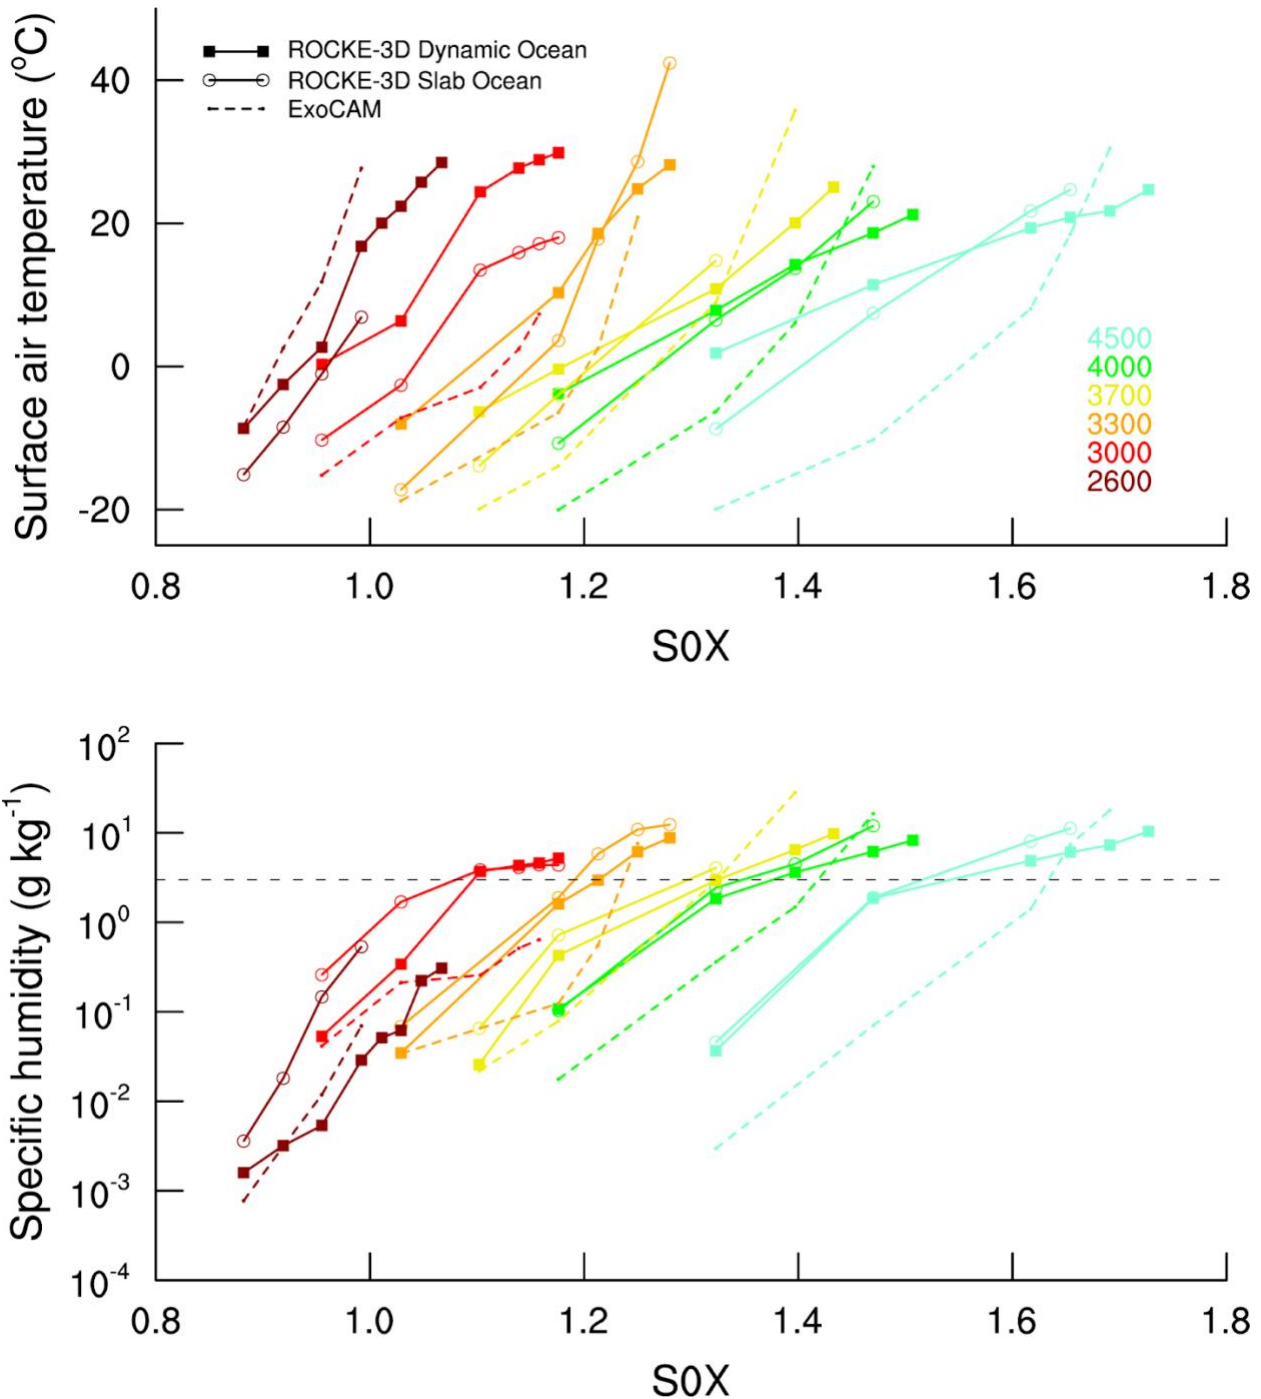 Surface air temperature (°C)
40
20
0
-20
ROCKE-3D Dynamic Ocean
ROCKE-3D Slab Ocean
ExoCAM
4500
4000
3700
3300
3000
2600
0.8 1.0 1.2 1.4 1.6 1.8
S0X
Specific humidity (g kg⁻¹)
10²
10¹
10⁰
10⁻¹
10⁻²
10⁻³
10⁻⁴
0.8 1.0 1.2 1.4 1.6 1.8
S0X